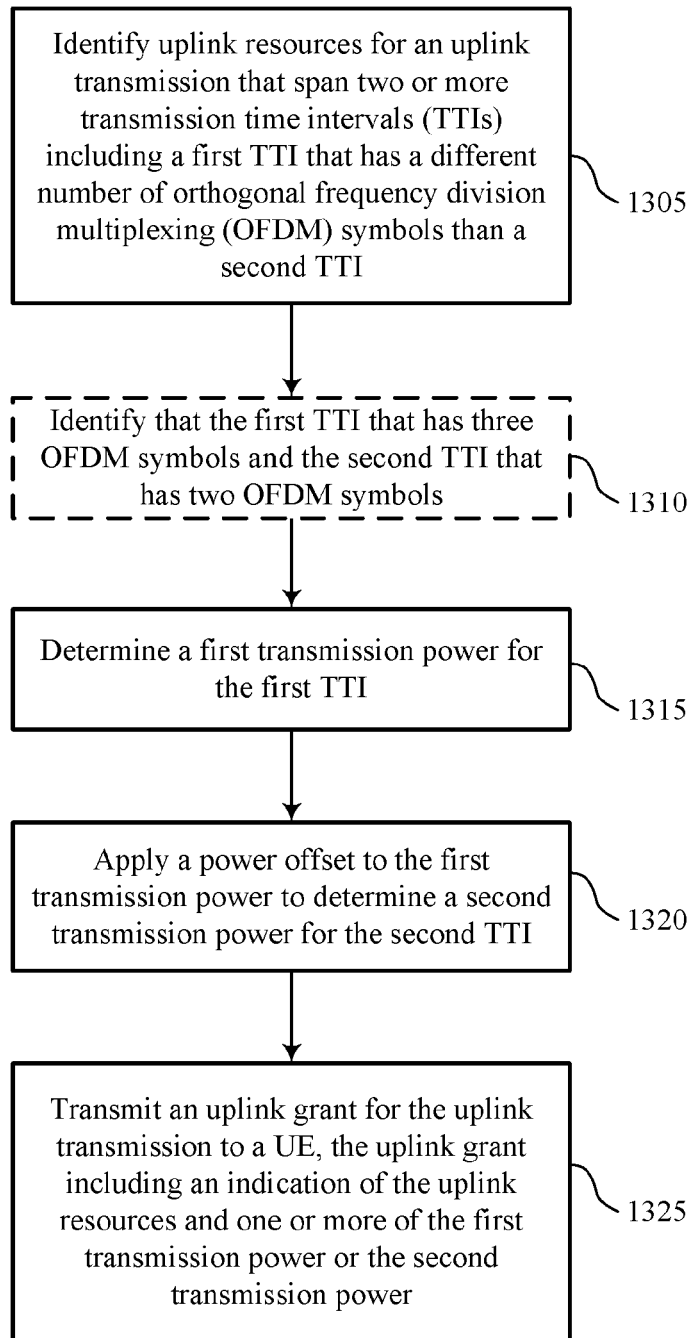 Identify uplink resources for an uplink
transmission that span two or more
transmission time intervals (TTIs)
including a first TTI that has a different
number of orthogonal frequency division
multiplexing (OFDM) symbols than a
second TTI
1305
Identify that the first TTI that has three
OFDM symbols and the second TTI that
has two OFDM symbols
1310
Determine a first transmission power for
the first TTI
1315
Apply a power offset to the first
transmission power to determine a second
transmission power for the second TTI
1320
Transmit an uplink grant for the uplink
transmission to a UE, the uplink grant
including an indication of the uplink
resources and one or more of the first
transmission power or the second
transmission power
1325